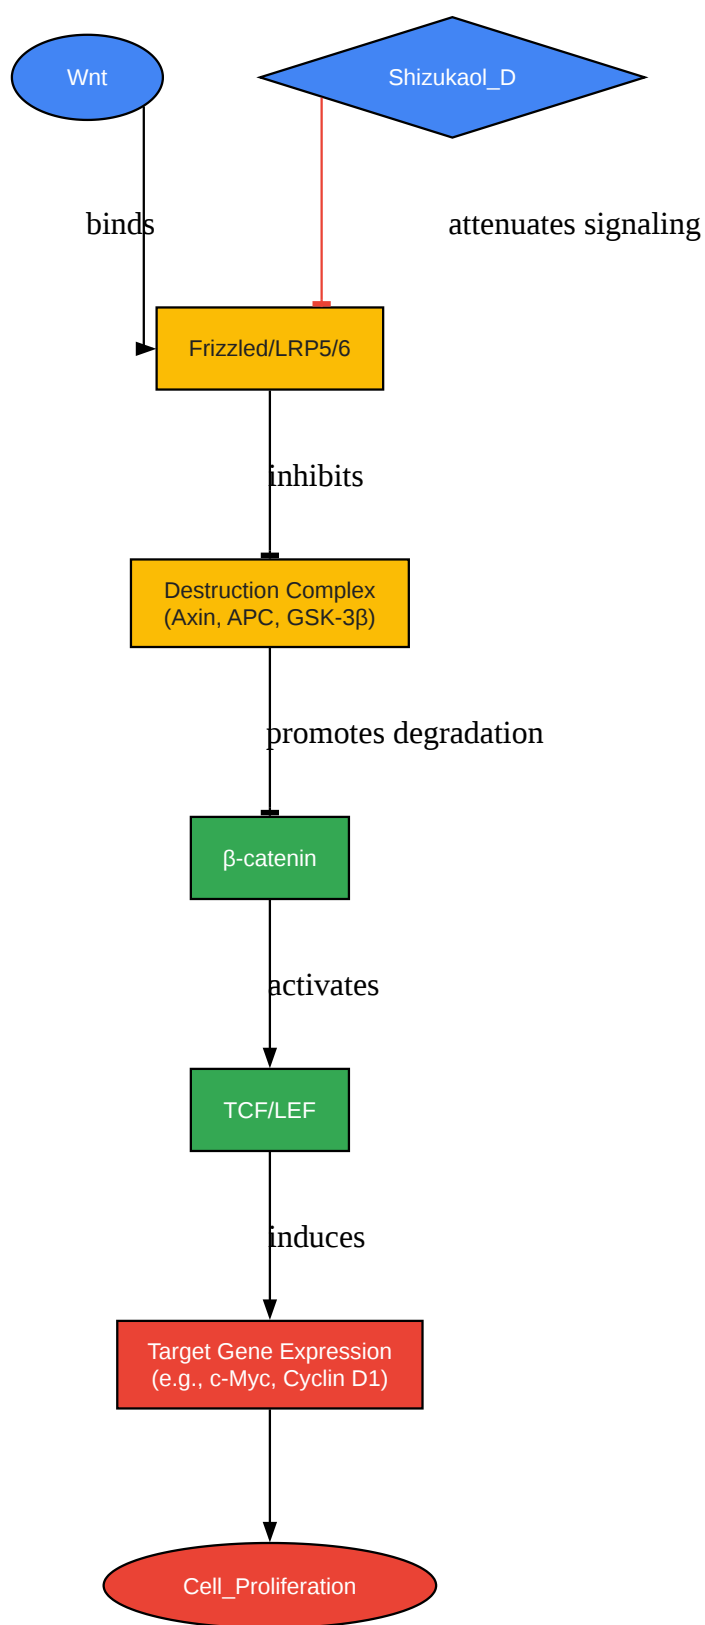 Wnt
Shizukaol_D
binds
attenuates signaling
Frizzled/LRP5/6
inhibits
Destruction Complex
(Axin, APC, GSK-3β)
promotes degradation
β-catenin
activates
TCF/LEF
induces
Target Gene Expression
(e.g., c-Myc, Cyclin D1)
Cell_Proliferation